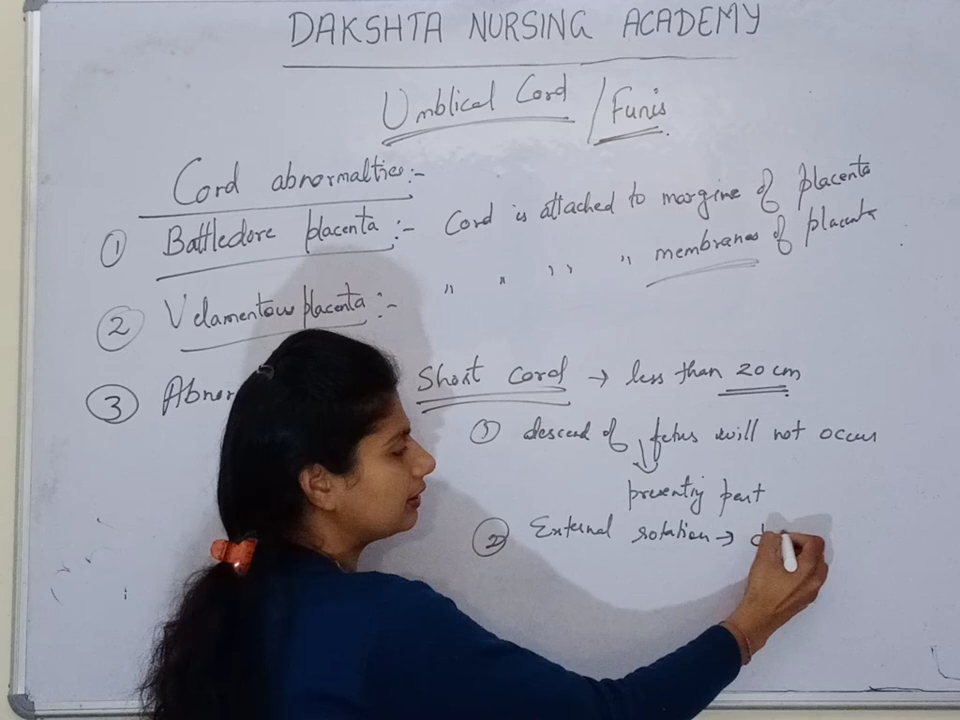 DAKSHTA NURSING ACADEMY
Umblical Cord / Funis
Cord abnormalties:-
① Battledore placenta :- Cord is attached to margine of placenta
② Velamentous placenta :- " " " " membranes of placenta
③ Abnor Short cord → less than 20 cm
① descend of fetus will not occur
presenting part
② External rotation → d